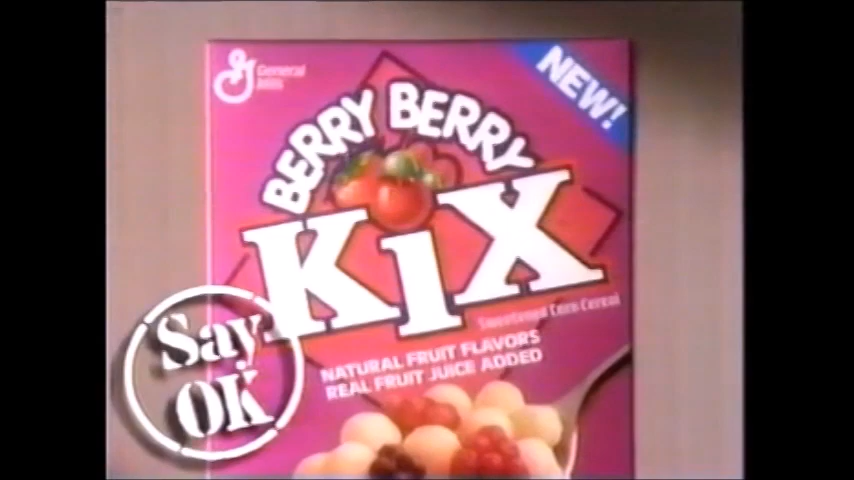 General
Mills
NEW!
BERRY BERRY
KiX
Sweetened Corn Cereal
NATURAL FRUIT FLAVORS
REAL FRUIT JUICE ADDED
Say
OK